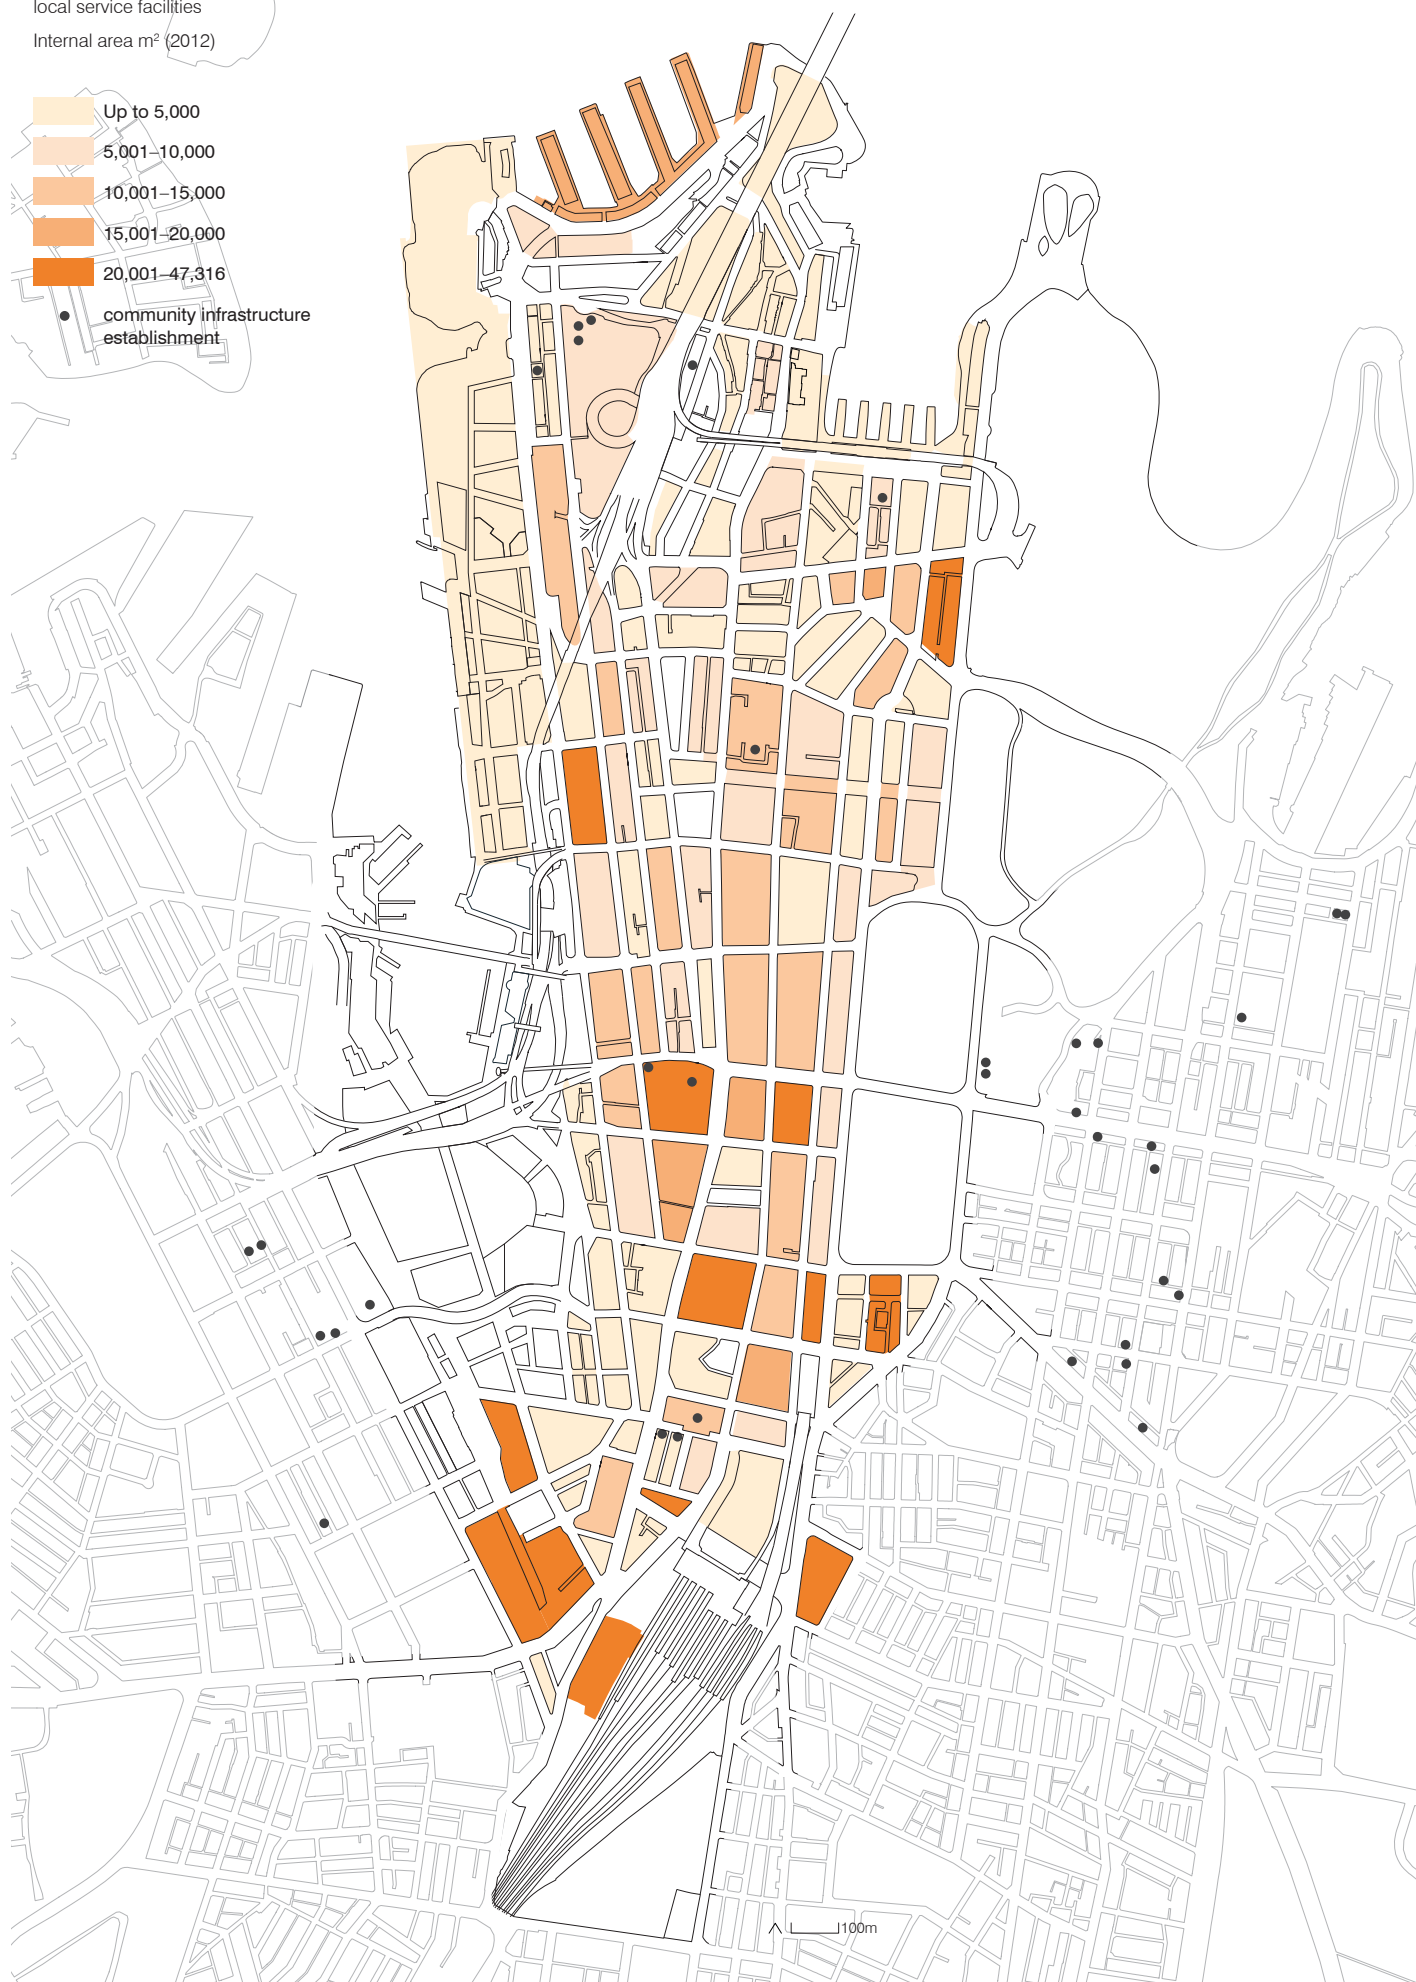 local service facilities
Internal area m² (2012)
Up to 5,000
5,001–10,000
10,001–15,000
15,001–20,000
20,001–47,316
community infrastructure
establishment
100m